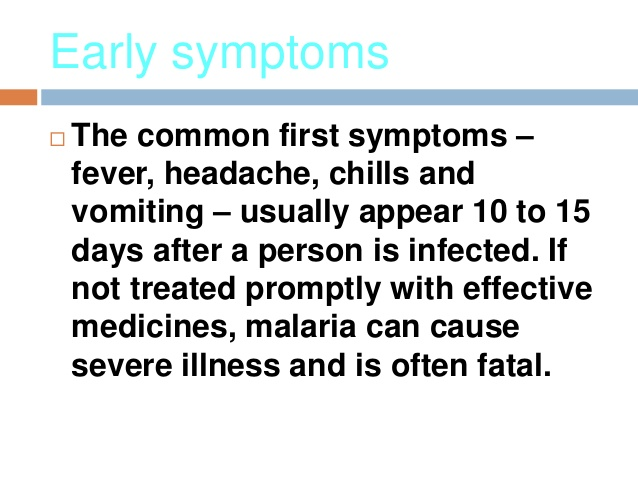 Early symptoms
The common first symptoms –
fever, headache, chills and
vomiting – usually appear 10 to 15
days after a person is infected. If
not treated promptly with effective
medicines, malaria can cause
severe illness and is often fatal.